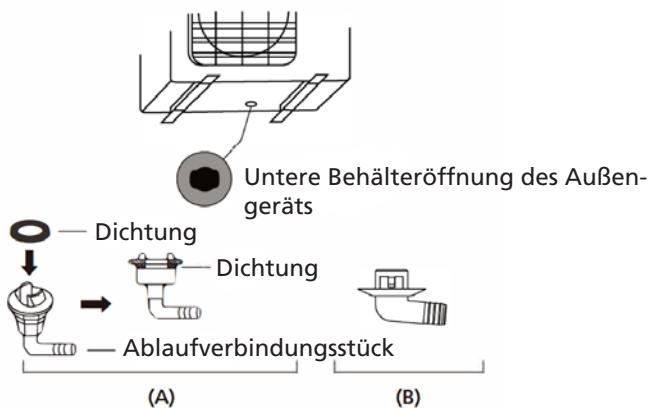 Untere Behälteröffnung des Außen-
geräts
Dichtung
Dichtung
Ablaufverbindungsstück
(A)
(B)